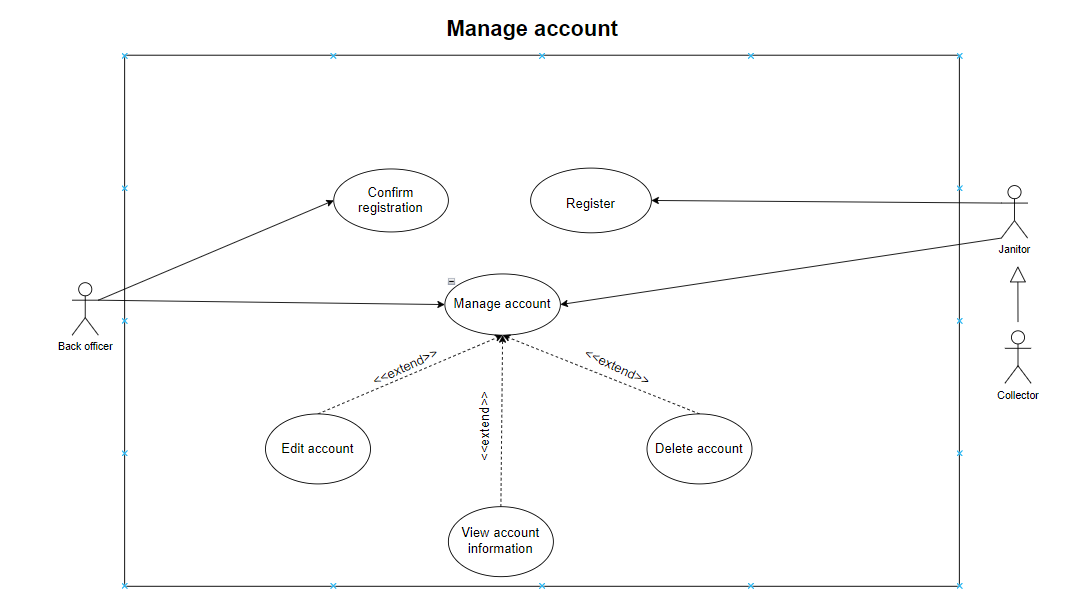 Manage account
Confirm
registration
Register
Janitor
Manage account
Back officer
<<extend>>
<<extend>>
<<extend>>
Collector
Edit account
Delete account
View account
information